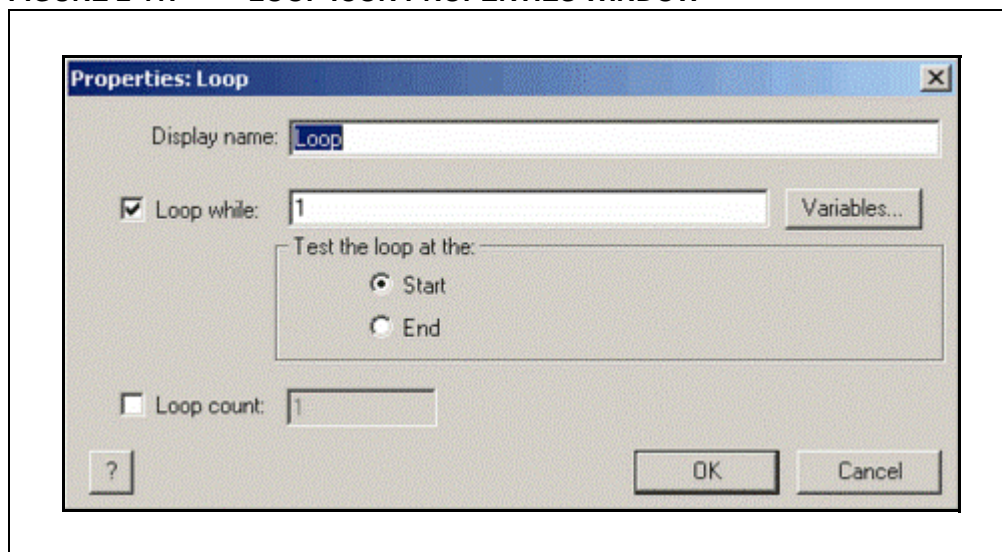 Properties: Loop
Display name: Loop
Loop while: 1 Variables...
Test the loop at the:
Start
End
Loop count: 1
? OK Cancel